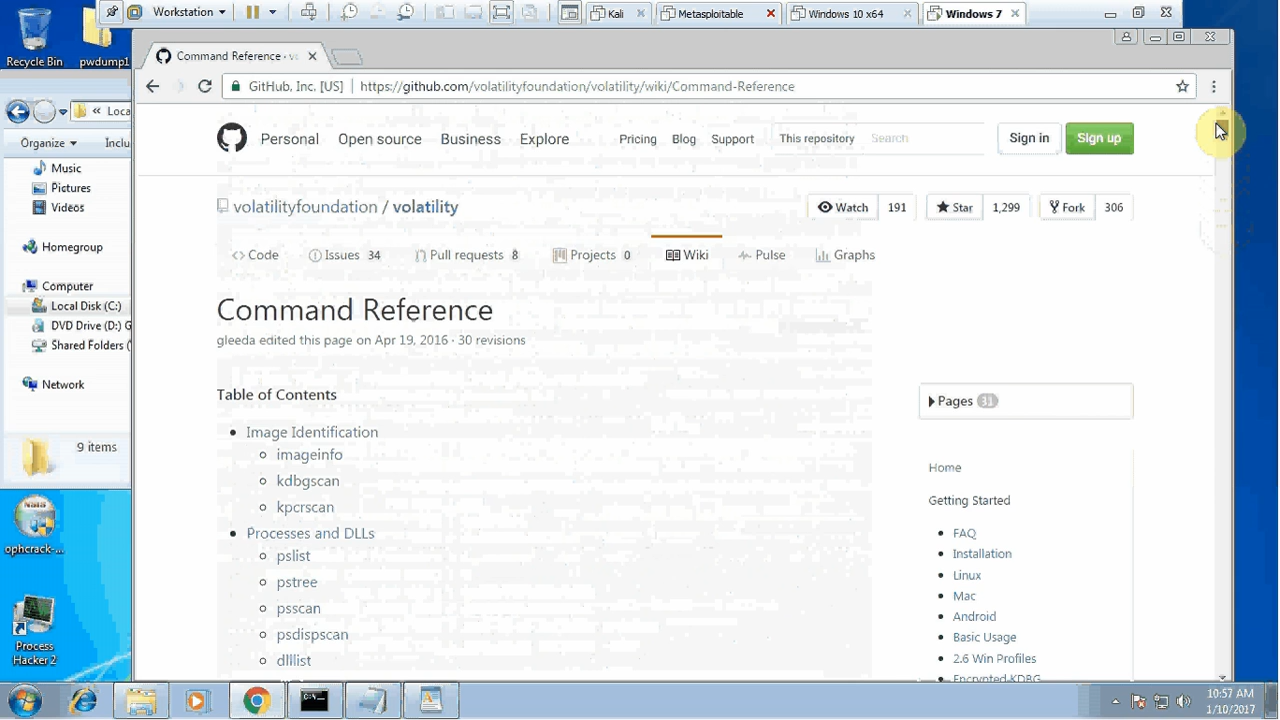 Workstation
Kali
Metasploitable
Windows 10 x64
Windows 7
Recycle Bin
pwdump1
Command Reference · vo
GitHub, Inc. [US]
https://github.com/volatilityfoundation/volatility/wiki/Command-Reference
« Loca
Organize
Inclu
Music
Pictures
Videos
Homegroup
Computer
Local Disk (C:)
DVD Drive (D:) G
Shared Folders (
Network
9 items
ophcrack-...
Process
Hacker 2
Personal Open source Business Explore
Pricing Blog Support
This repository Search
Sign in
Sign up
volatilityfoundation / volatility
Watch 191
Star 1,299
Fork 306
Code
Issues 34
Pull requests 8
Projects 0
Wiki
Pulse
Graphs
Command Reference
gleeda edited this page on Apr 19, 2016 · 30 revisions
Table of Contents
Image Identification
imageinfo
kdbgscan
kpcrscan
Processes and DLLs
pslist
pstree
psscan
psdispscan
dlllist
Pages 31
Home
Getting Started
FAQ
Installation
Linux
Mac
Android
Basic Usage
2.6 Win Profiles
Encrypted-KDBG
10:57 AM
1/10/2017